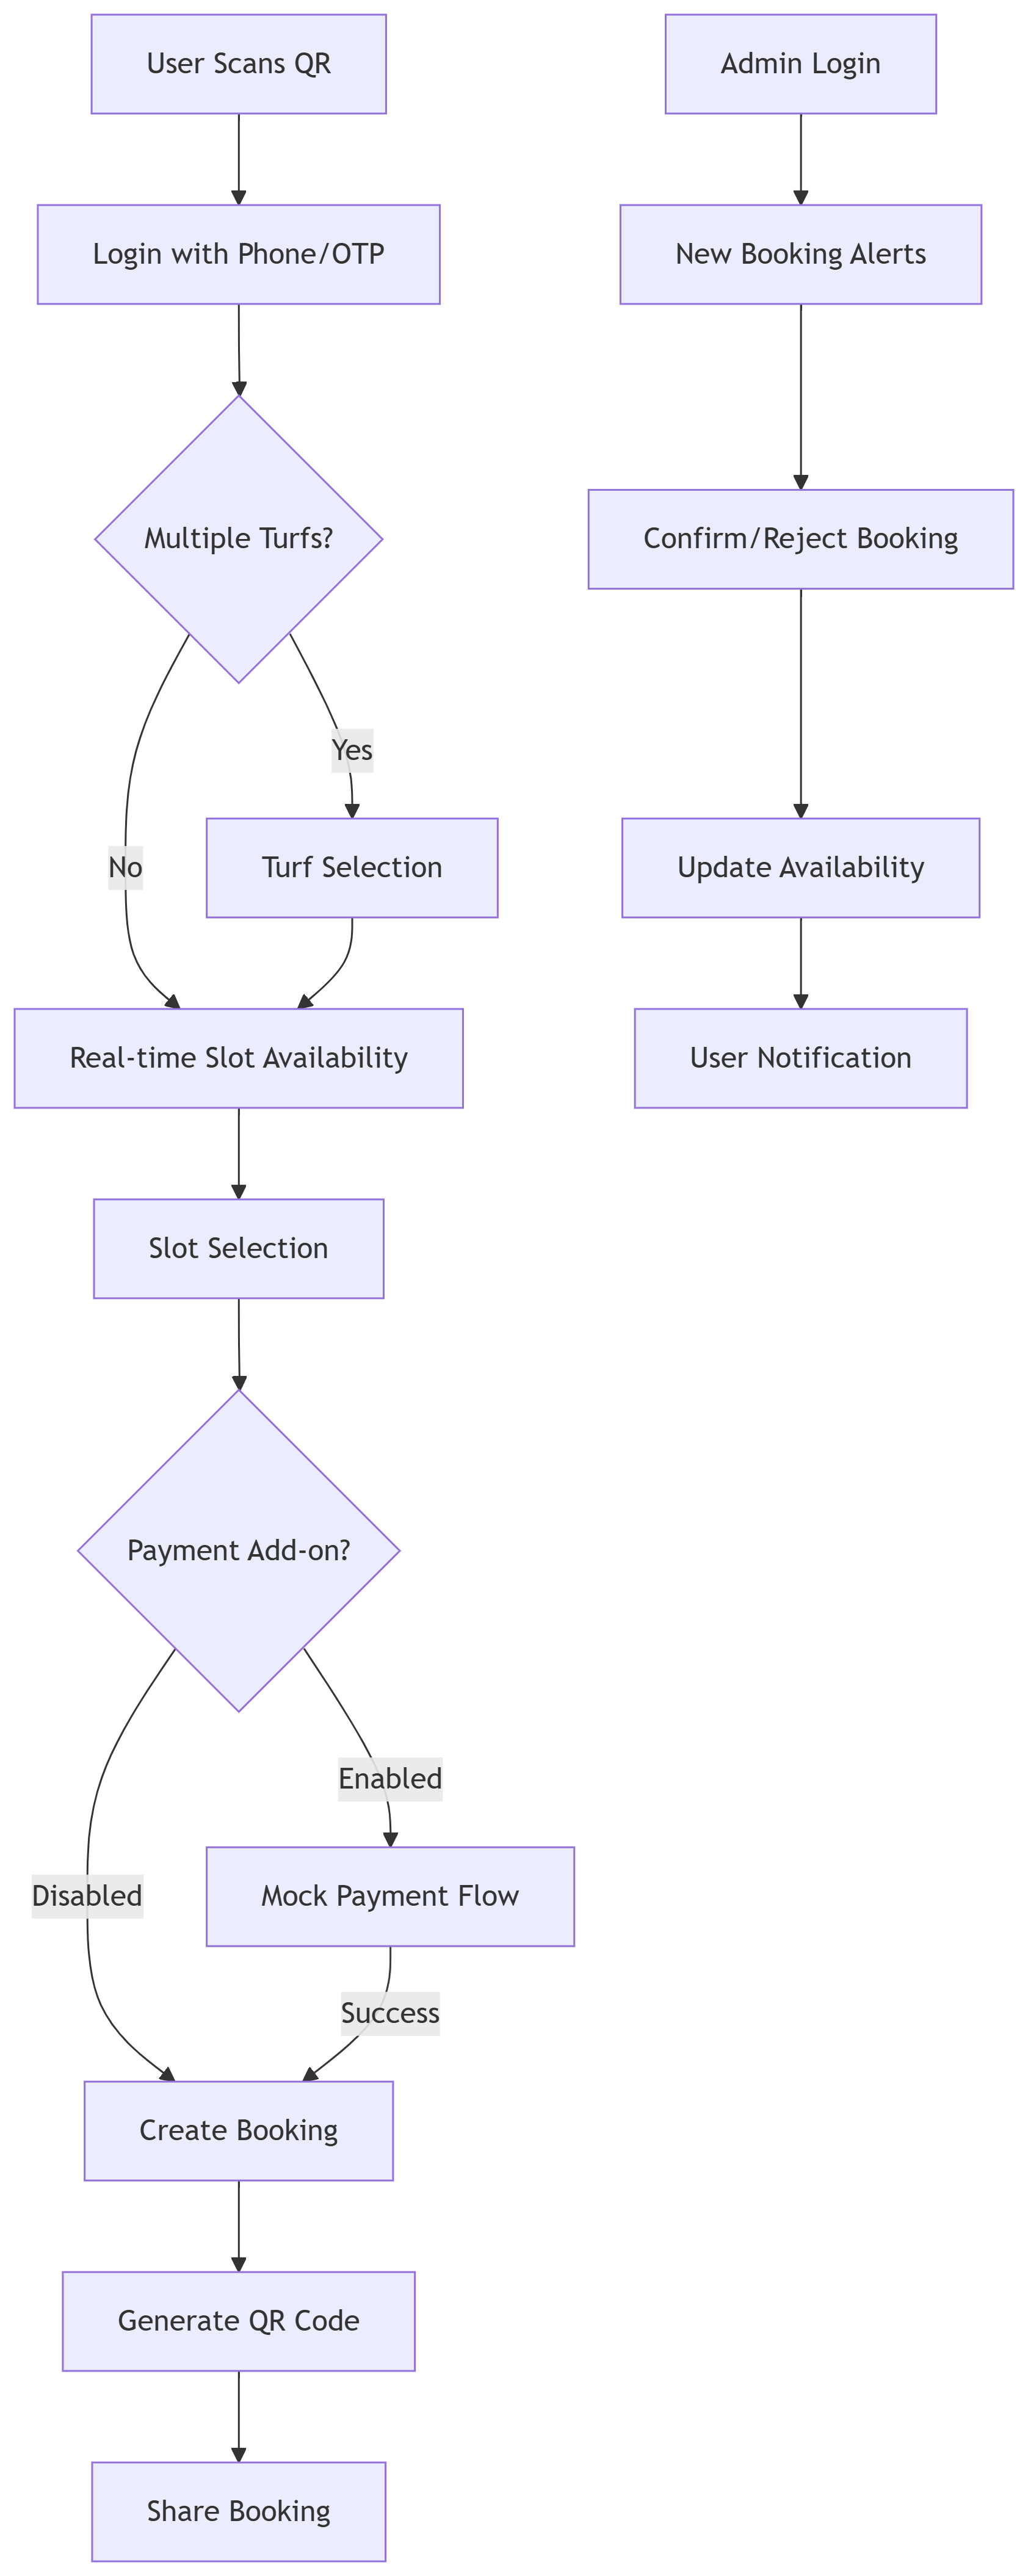 User Scans QR
Admin Login
Login with Phone/OTP
New Booking Alerts
Multiple Turfs?
Confirm/Reject Booking
Yes
No
Turf Selection
Update Availability
Real-time Slot Availability
User Notification
Slot Selection
Payment Add-on?
Enabled
Disabled
Mock Payment Flow
Success
Create Booking
Generate QR Code
Share Booking